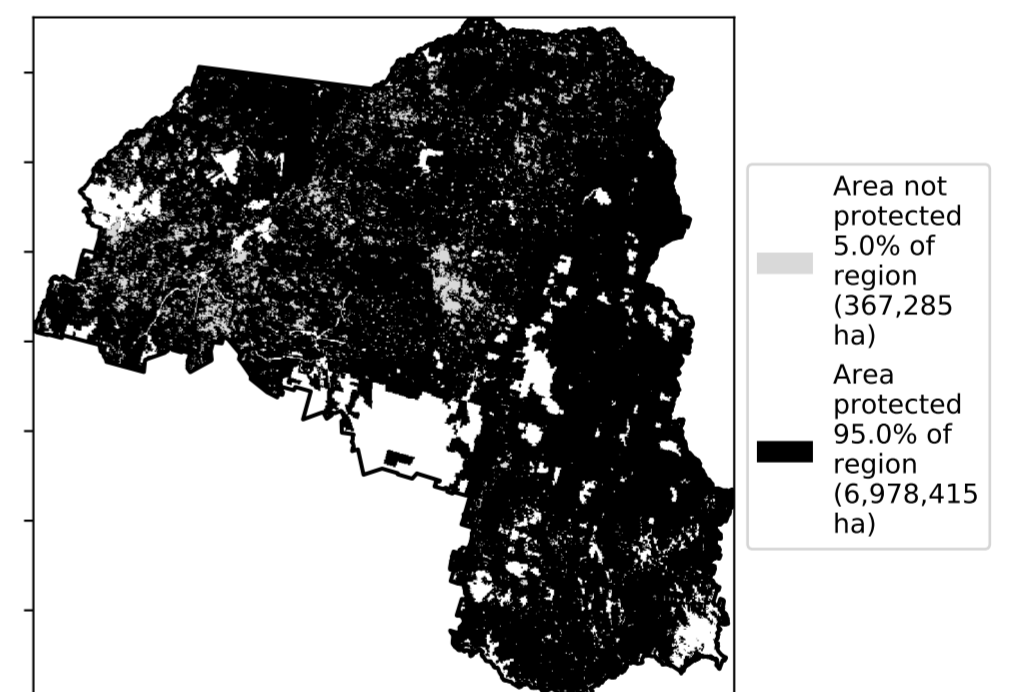 Area not
protected
5.0% of
region
(367,285
ha)
Area
protected
95.0% of
region
(6,978,415
ha)